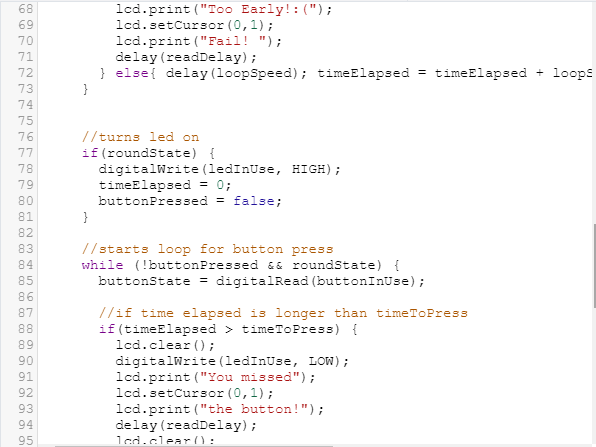 68 lcd.print("Too Early!:(");
69 lcd.setCursor(0,1);
70 lcd.print("Fail! ");
71 delay(readDelay);
72 } else{ delay(loopSpeed); timeElapsed = timeElapsed + loopS
73 }
74
75
76 //turns led on
77 if(roundState) {
78 digitalWrite(ledInUse, HIGH);
79 timeElapsed = 0;
80 buttonPressed = false;
81 }
82
83 //starts loop for button press
84 while (!buttonPressed && roundState) {
85 buttonState = digitalRead(buttonInUse);
86
87 //if time elapsed is longer than timeToPress
88 if(timeElapsed > timeToPress) {
89 lcd.clear();
90 digitalWrite(ledInUse, LOW);
91 lcd.print("You missed");
92 lcd.setCursor(0,1);
93 lcd.print("the button!");
94 delay(readDelay);
95 lcd.clear();